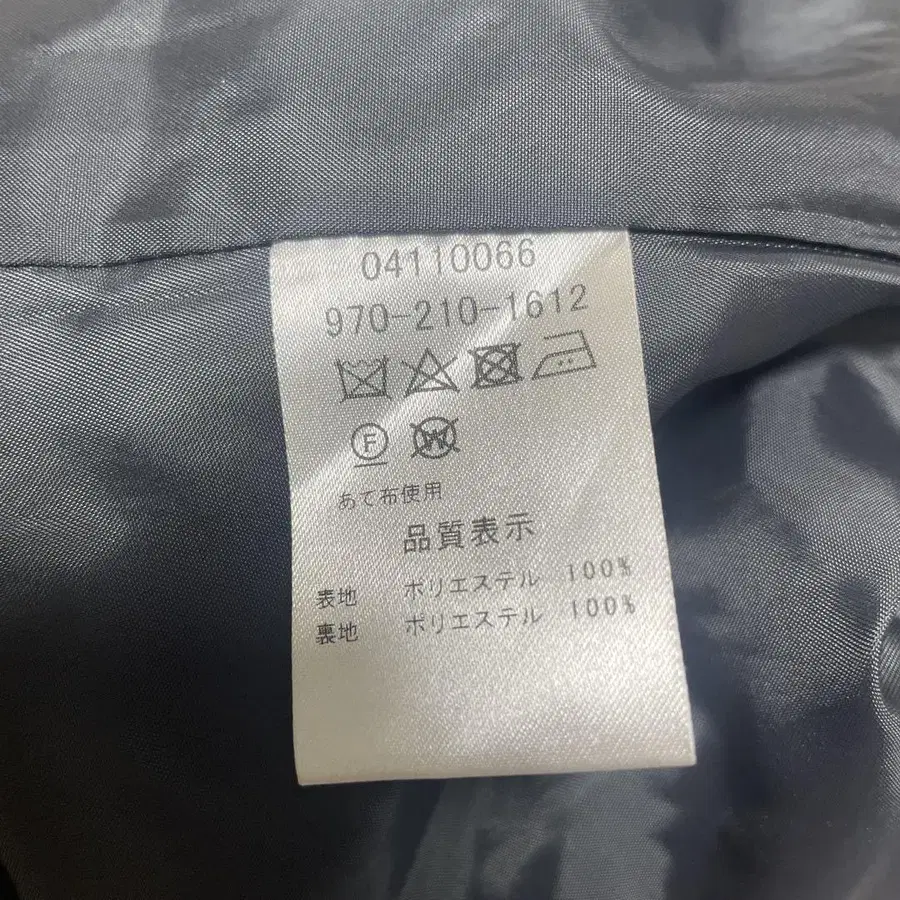 04110066
970-210-1612
F W
あて布使用
品質表示
表地 ポリエステル 100%
裏地 ポリエステル 100%